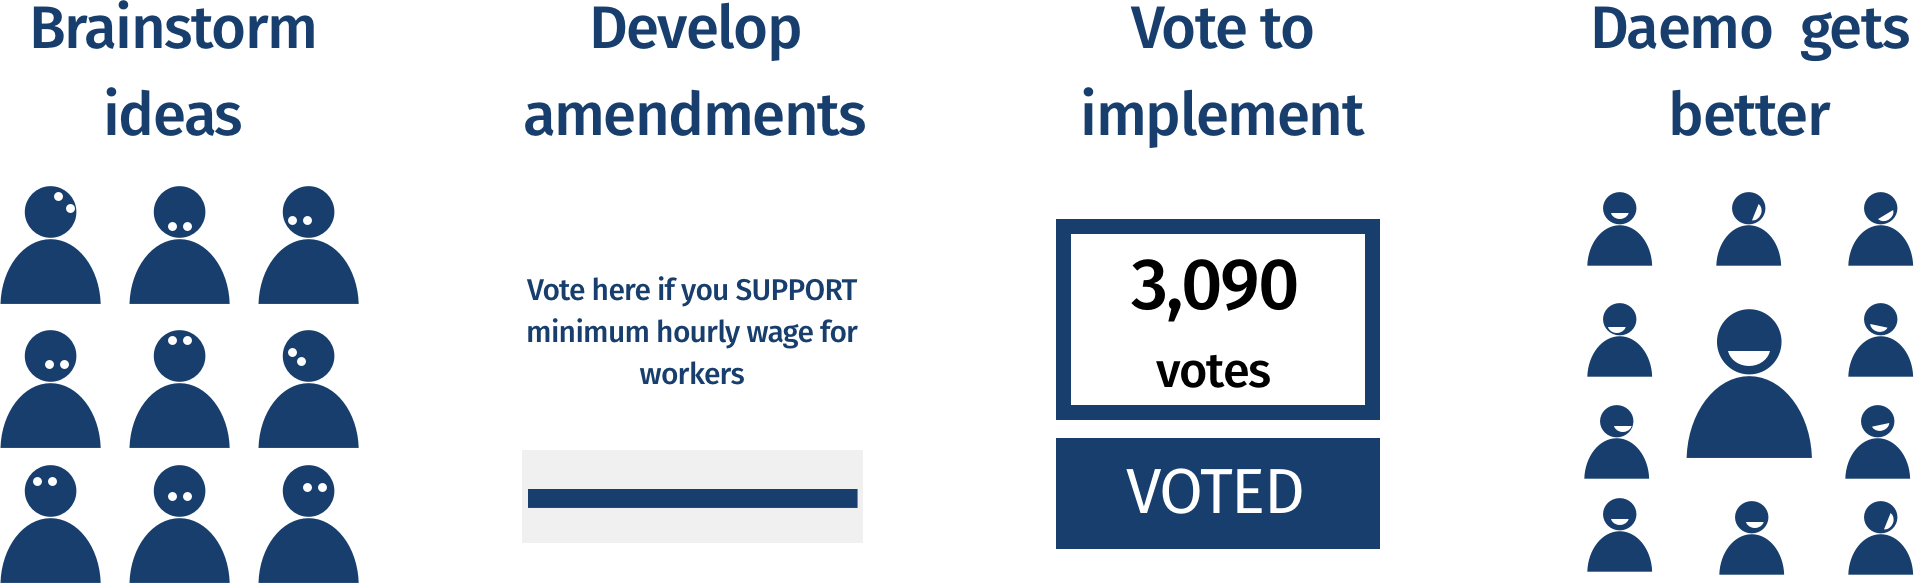 Brainstorm
ideas
Develop
amendments
Vote here if you SUPPORT
minimum hourly wage for
workers
Vote to
implement
3,090
votes
VOTED
Daemo gets
better